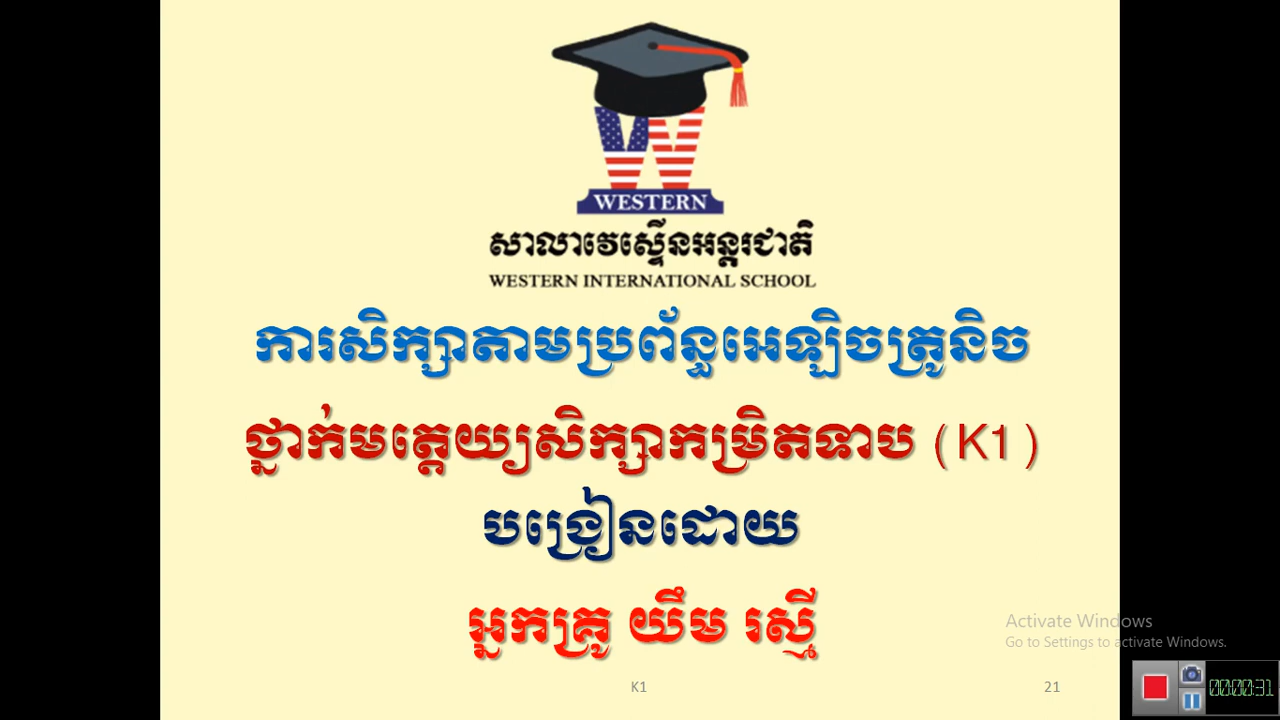 WESTERN
សាលាវេស្ទើនអន្តរជាតិ
WESTERN INTERNATIONAL SCHOOL
ការសិក្សាតាមប្រព័ន្ធអេឡិចត្រូនិច
ថ្នាក់មត្តេយ្យសិក្សាកម្រិតទាប (K1)
បង្រៀនដោយ
អ្នកគ្រូ យឹម រស្មី
Activate Windows
Go to Settings to activate Windows.
K1
21
00:00:31